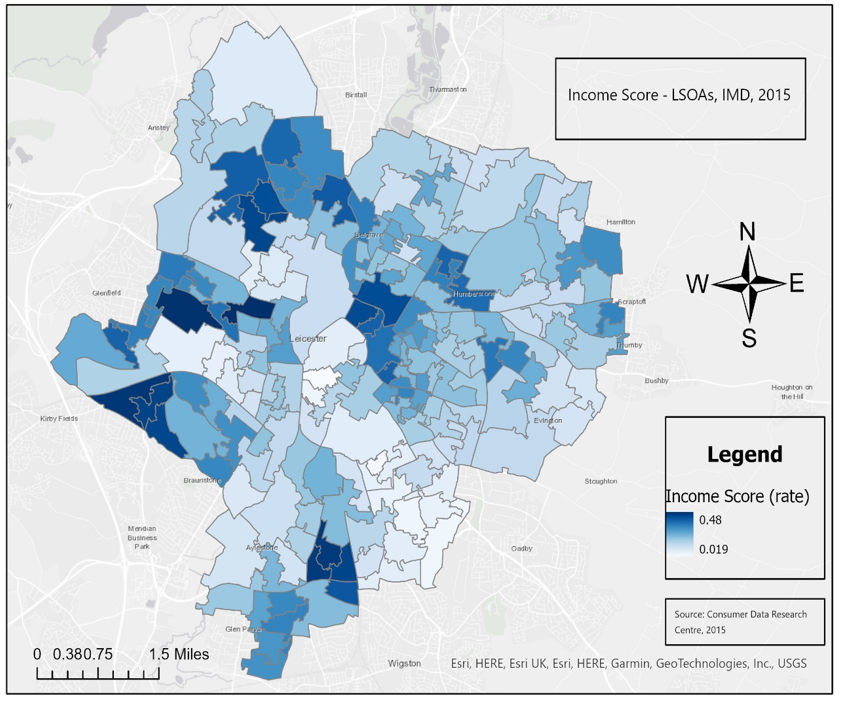 Birstall
Thurmaston
Income Score - LSOAs, IMD, 2015
Anstey
Hamilton
Belgrave
N
W
E
S
Glenfield
Humberstone
Scraptoft
Leicester
Thurnby
Bushby
Houghton on
the Hill
Kirby Fields
Evington
Legend
Braunstone
Stoughton
Income Score (rate)
0.48
0.019
Meridian
Business
Park
Aylestone
Oadby
Source: Consumer Data Research
Centre, 2015
Glen Parva
0 0.380.75 1.5 Miles
Wigston
Esri, HERE, Esri UK, Esri, HERE, Garmin, GeoTechnologies, Inc., USGS